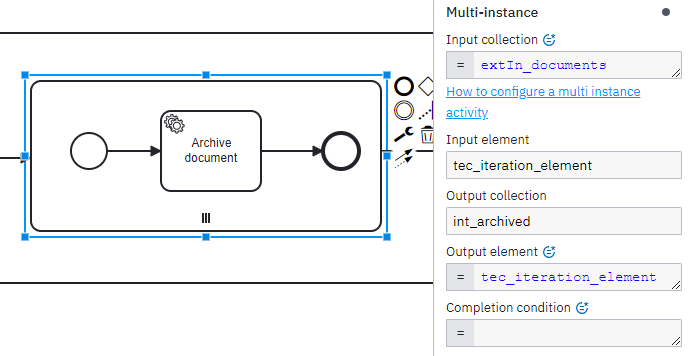 Archive
document
Multi-instance
Input collection
= extIn_documents
How to configure a multi instance
activity
Input element
tec_iteration_element
Output collection
int_archived
Output element
= tec_iteration_element
Completion condition
=